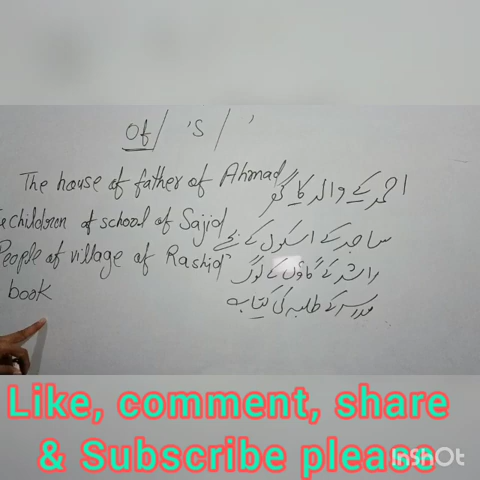 Of / 's / '
The house of father of Ahmad احمد کے والد کا گھر
e children of school of Sajid ساجد کے اسکول کے بچے
People of village of Rashid راشد کے گاؤں کے لوگ
book مدرسہ کے طلبہ کی کتابیں
Like, comment, share
& Subscribe please
InShOt